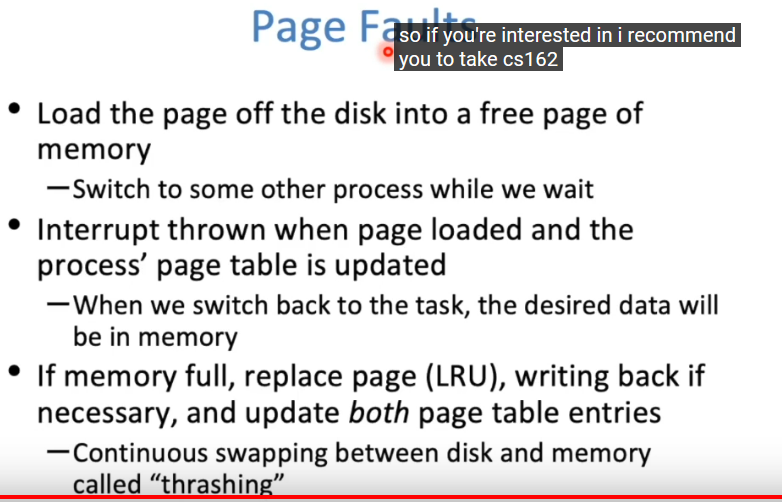 Page Faults
so if you're interested in i recommend
you to take cs162
• Load the page off the disk into a free page of
memory
—Switch to some other process while we wait
• Interrupt thrown when page loaded and the
process’ page table is updated
—When we switch back to the task, the desired data will
be in memory
• If memory full, replace page (LRU), writing back if
necessary, and update both page table entries
—Continuous swapping between disk and memory
called “thrashing”